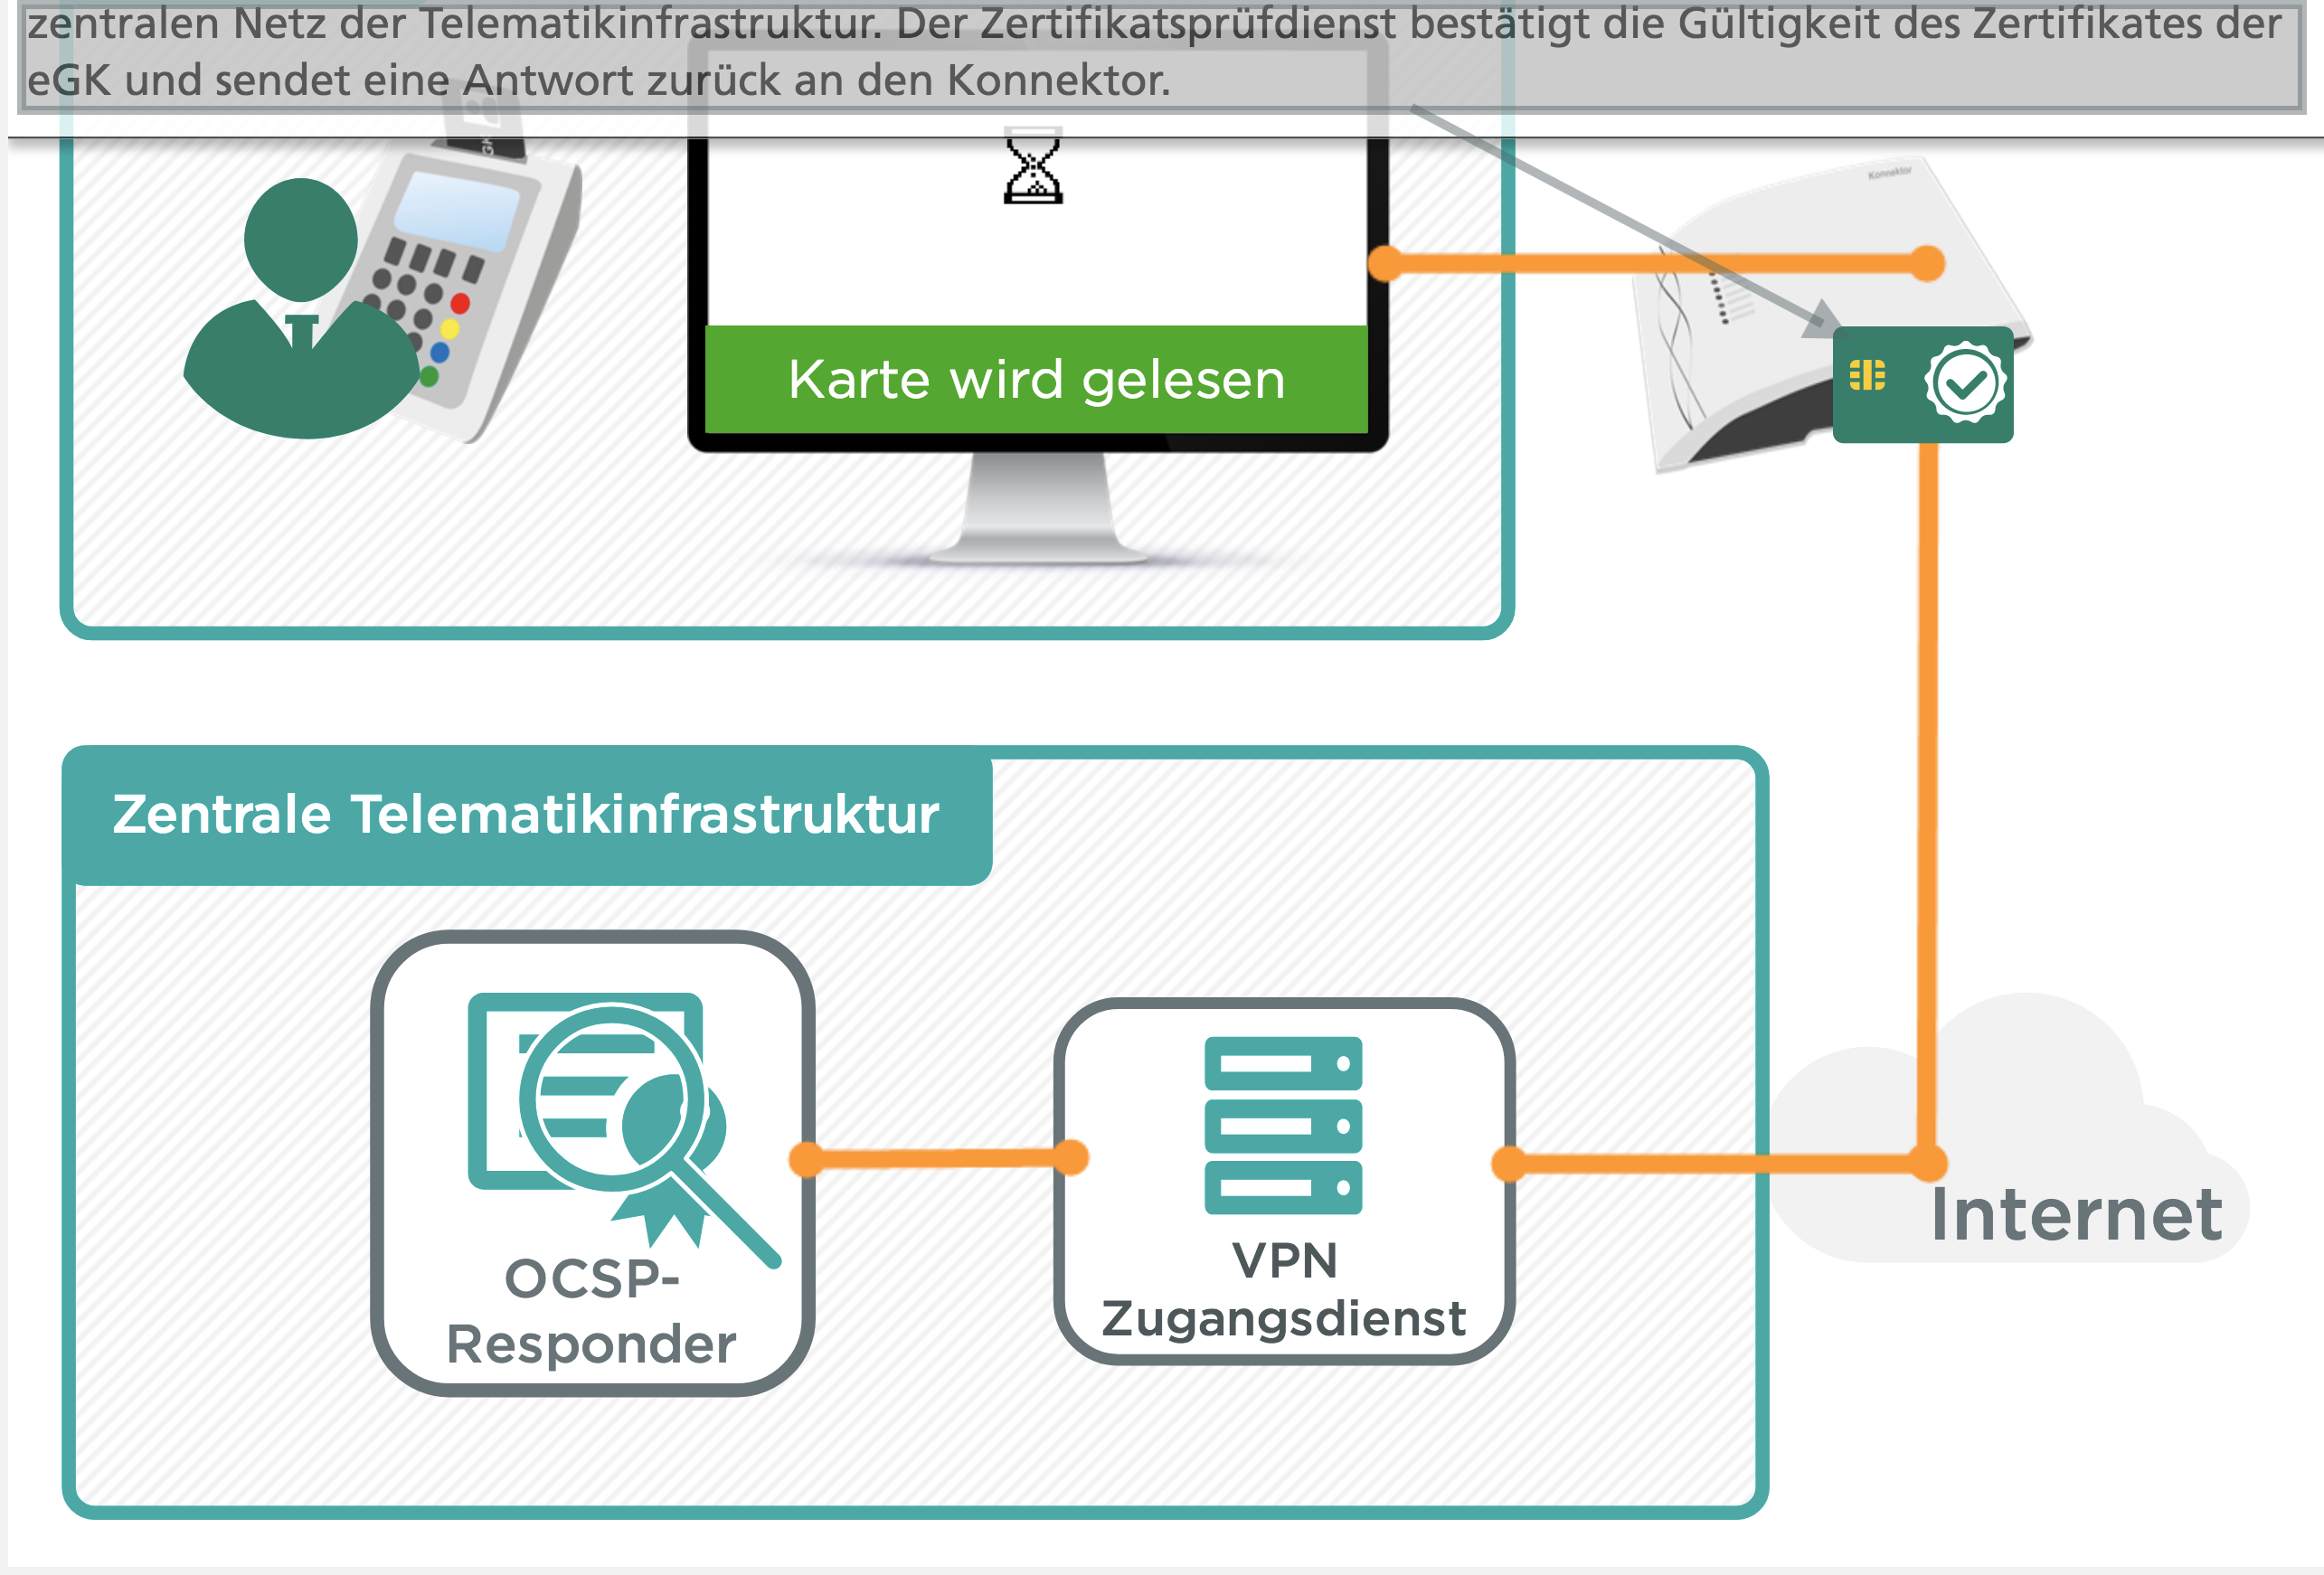 zentralen Netz der Telematikinfrastruktur. Der Zertifikatsprüfdienst bestätigt die Gültigkeit des Zertifikates der
eGK und sendet eine Antwort zurück an den Konnektor.
Konnektor
Karte wird gelesen
Zentrale Telematikinfrastruktur
OCSP-
Responder
VPN
Zugangsdienst
Internet